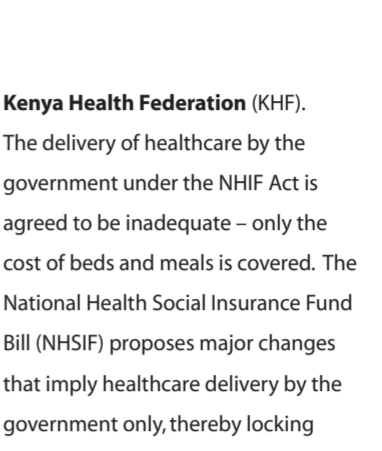 Kenya Health Federation (KHF).
The delivery of healthcare by the
government under the NHIF Act is
agreed to be inadequate – only the
cost of beds and meals is covered. The
National Health Social Insurance Fund
Bill (NHSIF) proposes major changes
that imply healthcare delivery by the
government only, thereby locking